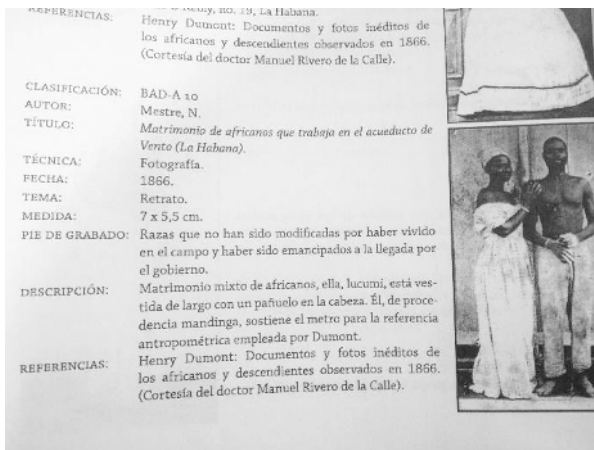 REFERENCIAS: no. 19, La Habana.
Henry Dumont: Documentos y fotos inéditos de
los africanos y descendientes observados en 1866.
(Cortesía del doctor Manuel Rivero de la Calle).
CLASIFICACIÓN: BAD-A 10
AUTOR: Mestre, N.
TÍTULO: Matrimonio de africanos que trabaja en el acueducto de
Vento (La Habana).
TÉCNICA: Fotografía.
FECHA: 1866.
TEMA: Retrato.
MEDIDA: 7 x 5,5 cm.
PIE DE GRABADO: Razas que no han sido modificadas por haber vivido
en el campo y haber sido emancipados a la llegada por
el gobierno.
DESCRIPCIÓN: Matrimonio mixto de africanos, ella, lucumi, está ves-
tida de largo con un pañuelo en la cabeza. Él, de proce-
dencia mandinga, sostiene el metro para la referencia
antropométrica empleada por Dumont.
REFERENCIAS: Henry Dumont: Documentos y fotos inéditos de
los africanos y descendientes observados en 1866.
(Cortesía del doctor Manuel Rivero de la Calle).